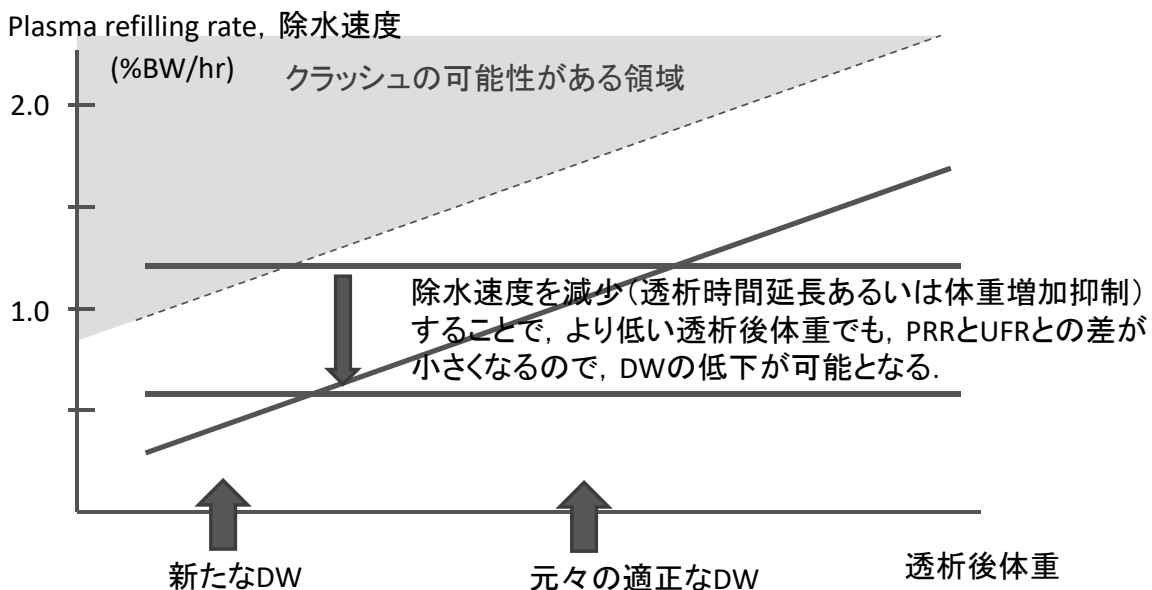 Plasma refilling rate, 除水速度
(%BW/hr)
クラッシュの可能性がある領域
2.0
1.0
除水速度を減少（透析時間延長あるいは体重増加抑制）
することで，より低い透析後体重でも，PRRとUFRとの差が
小さくなるので，DWの低下が可能となる．
新たなDW
元々の適正なDW
透析後体重